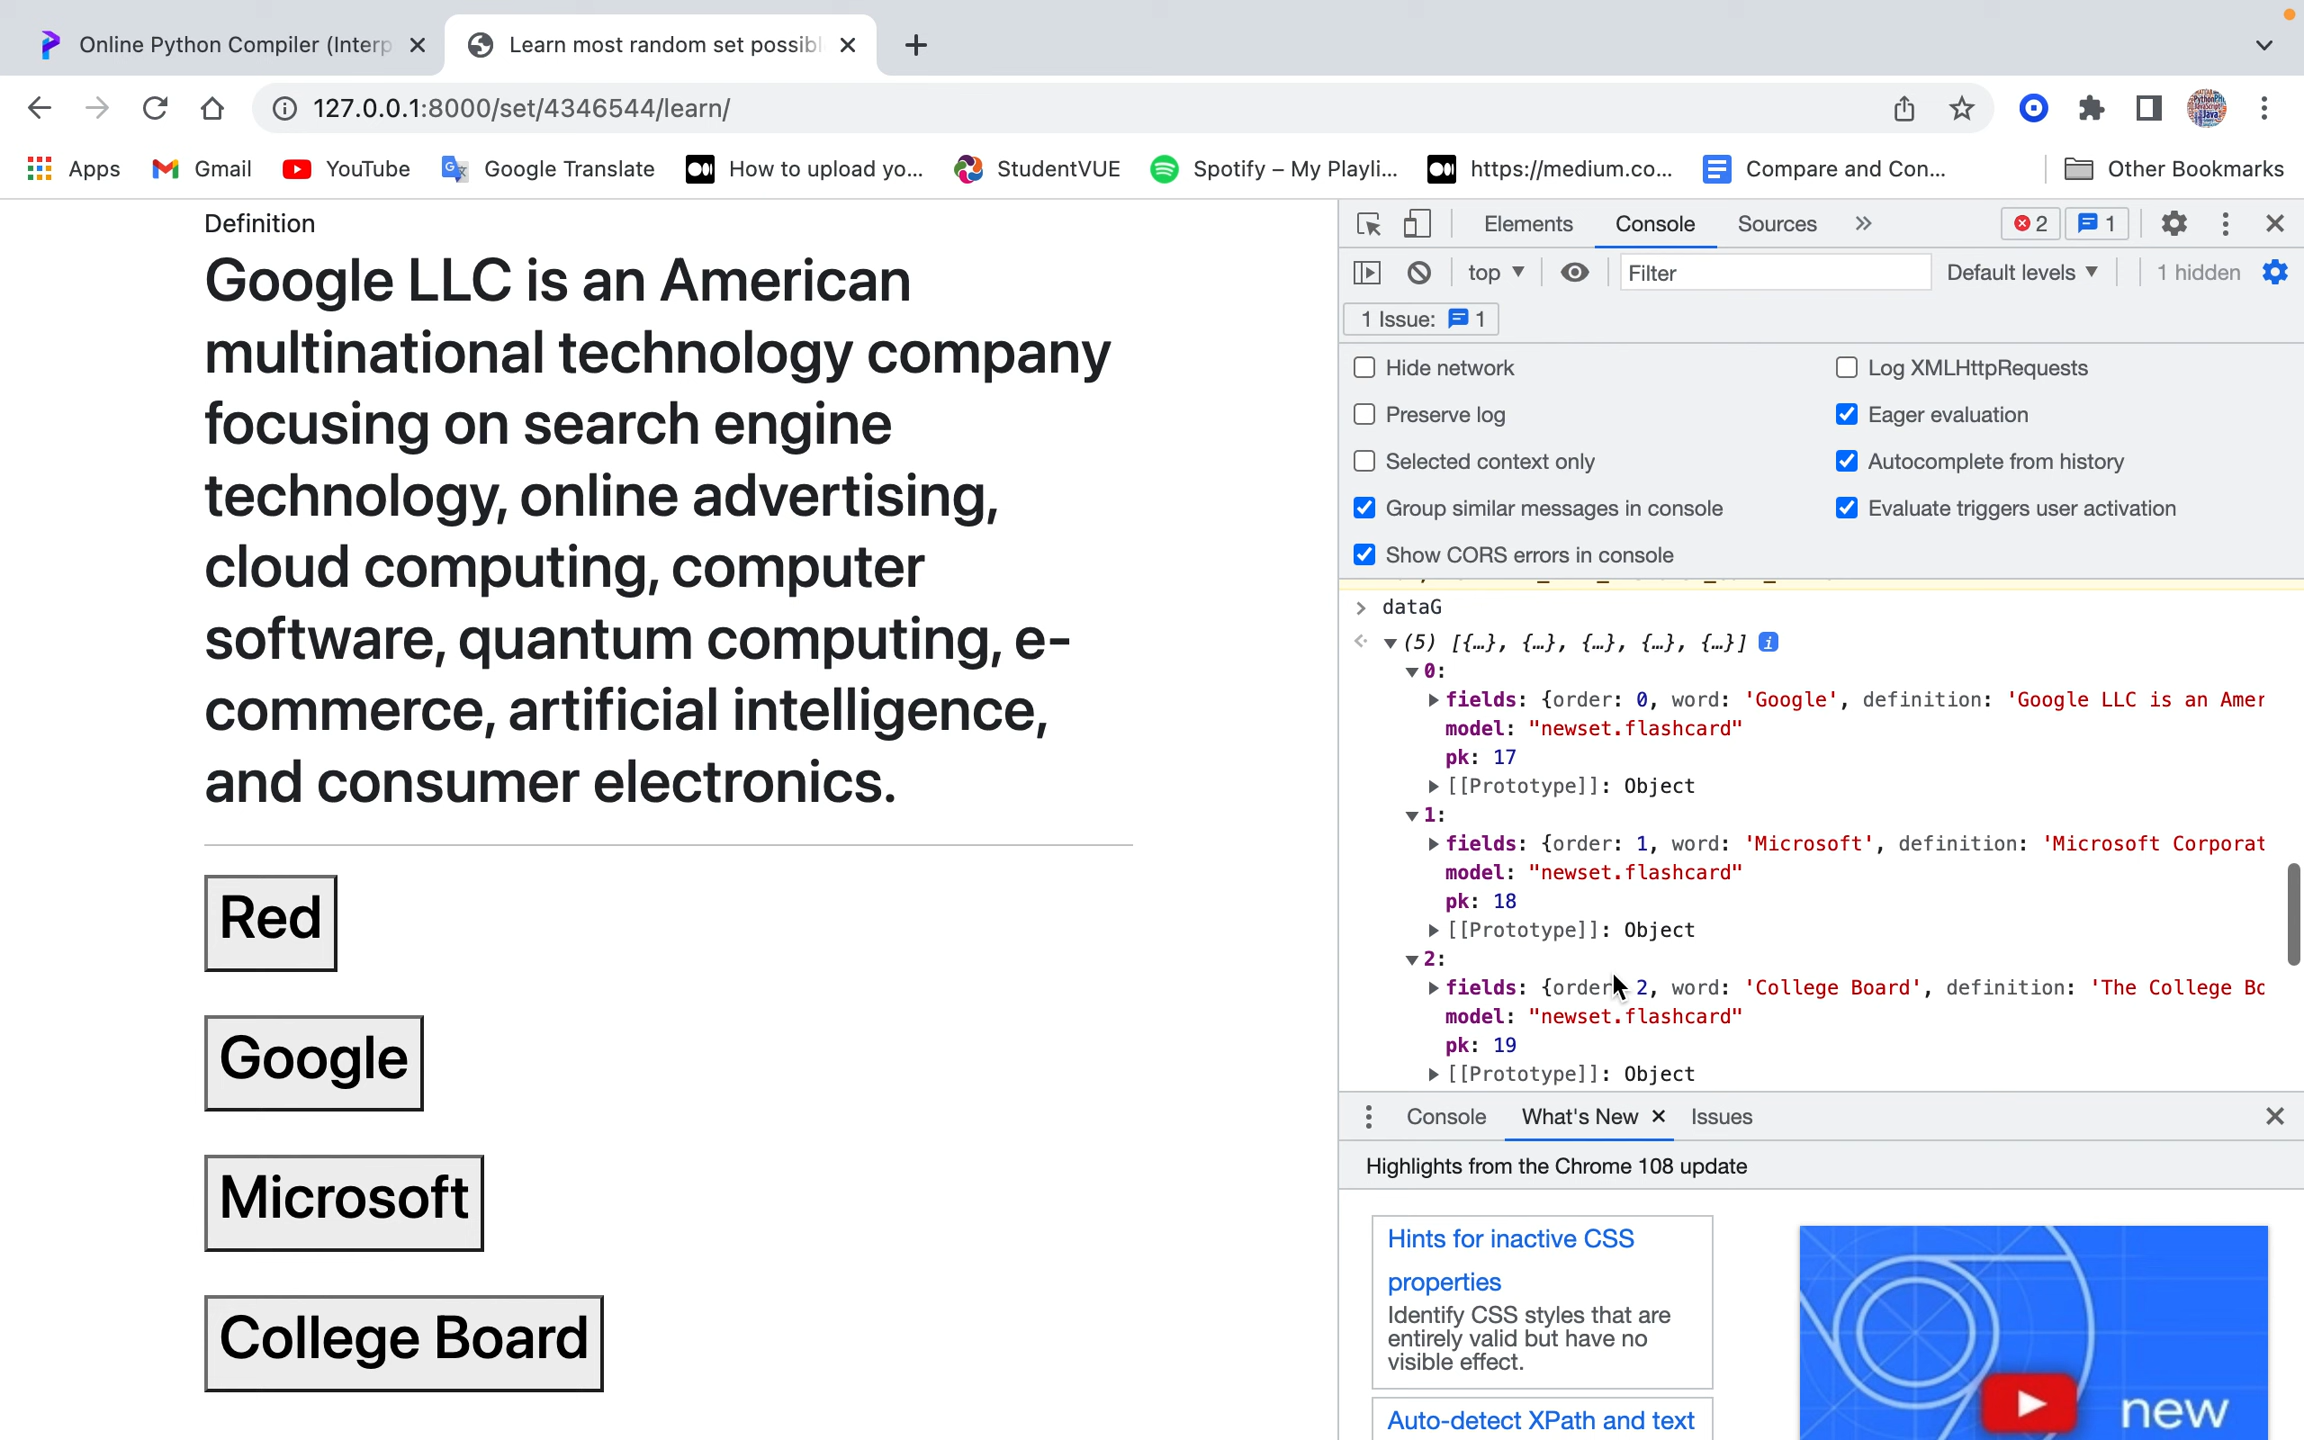 Online Python Compiler (Interp
Learn most random set possibl
127.0.0.1:8000/set/4346544/learn/
Apps
Gmail
YouTube
Google Translate
How to upload yo...
StudentVUE
Spotify – My Playli...
https://medium.co...
Compare and Con...
Other Bookmarks
Definition
Google LLC is an American
multinational technology company
focusing on search engine
technology, online advertising,
cloud computing, computer
software, quantum computing, e-
commerce, artificial intelligence,
and consumer electronics.
Red
Google
Microsoft
College Board
Elements
Console
Sources
2
1
top
Filter
Default levels
1 hidden
1 Issue:
1
Hide network
Log XMLHttpRequests
Preserve log
Eager evaluation
Selected context only
Autocomplete from history
Group similar messages in console
Evaluate triggers user activation
Show CORS errors in console
dataG
(5) [{…}, {…}, {…}, {…}, {…}]
0:
fields: {order: 0, word: 'Google', definition: 'Google LLC is an Amer
model: "newset.flashcard"
pk: 17
[[Prototype]]: Object
1:
fields: {order: 1, word: 'Microsoft', definition: 'Microsoft Corporat
model: "newset.flashcard"
pk: 18
[[Prototype]]: Object
2:
fields: {order 2, word: 'College Board', definition: 'The College Bo
model: "newset.flashcard"
pk: 19
[[Prototype]]: Object
Console
What's New
Issues
Highlights from the Chrome 108 update
Hints for inactive CSS
properties
Identify CSS styles that are
entirely valid but have no
visible effect.
Auto-detect XPath and text
new